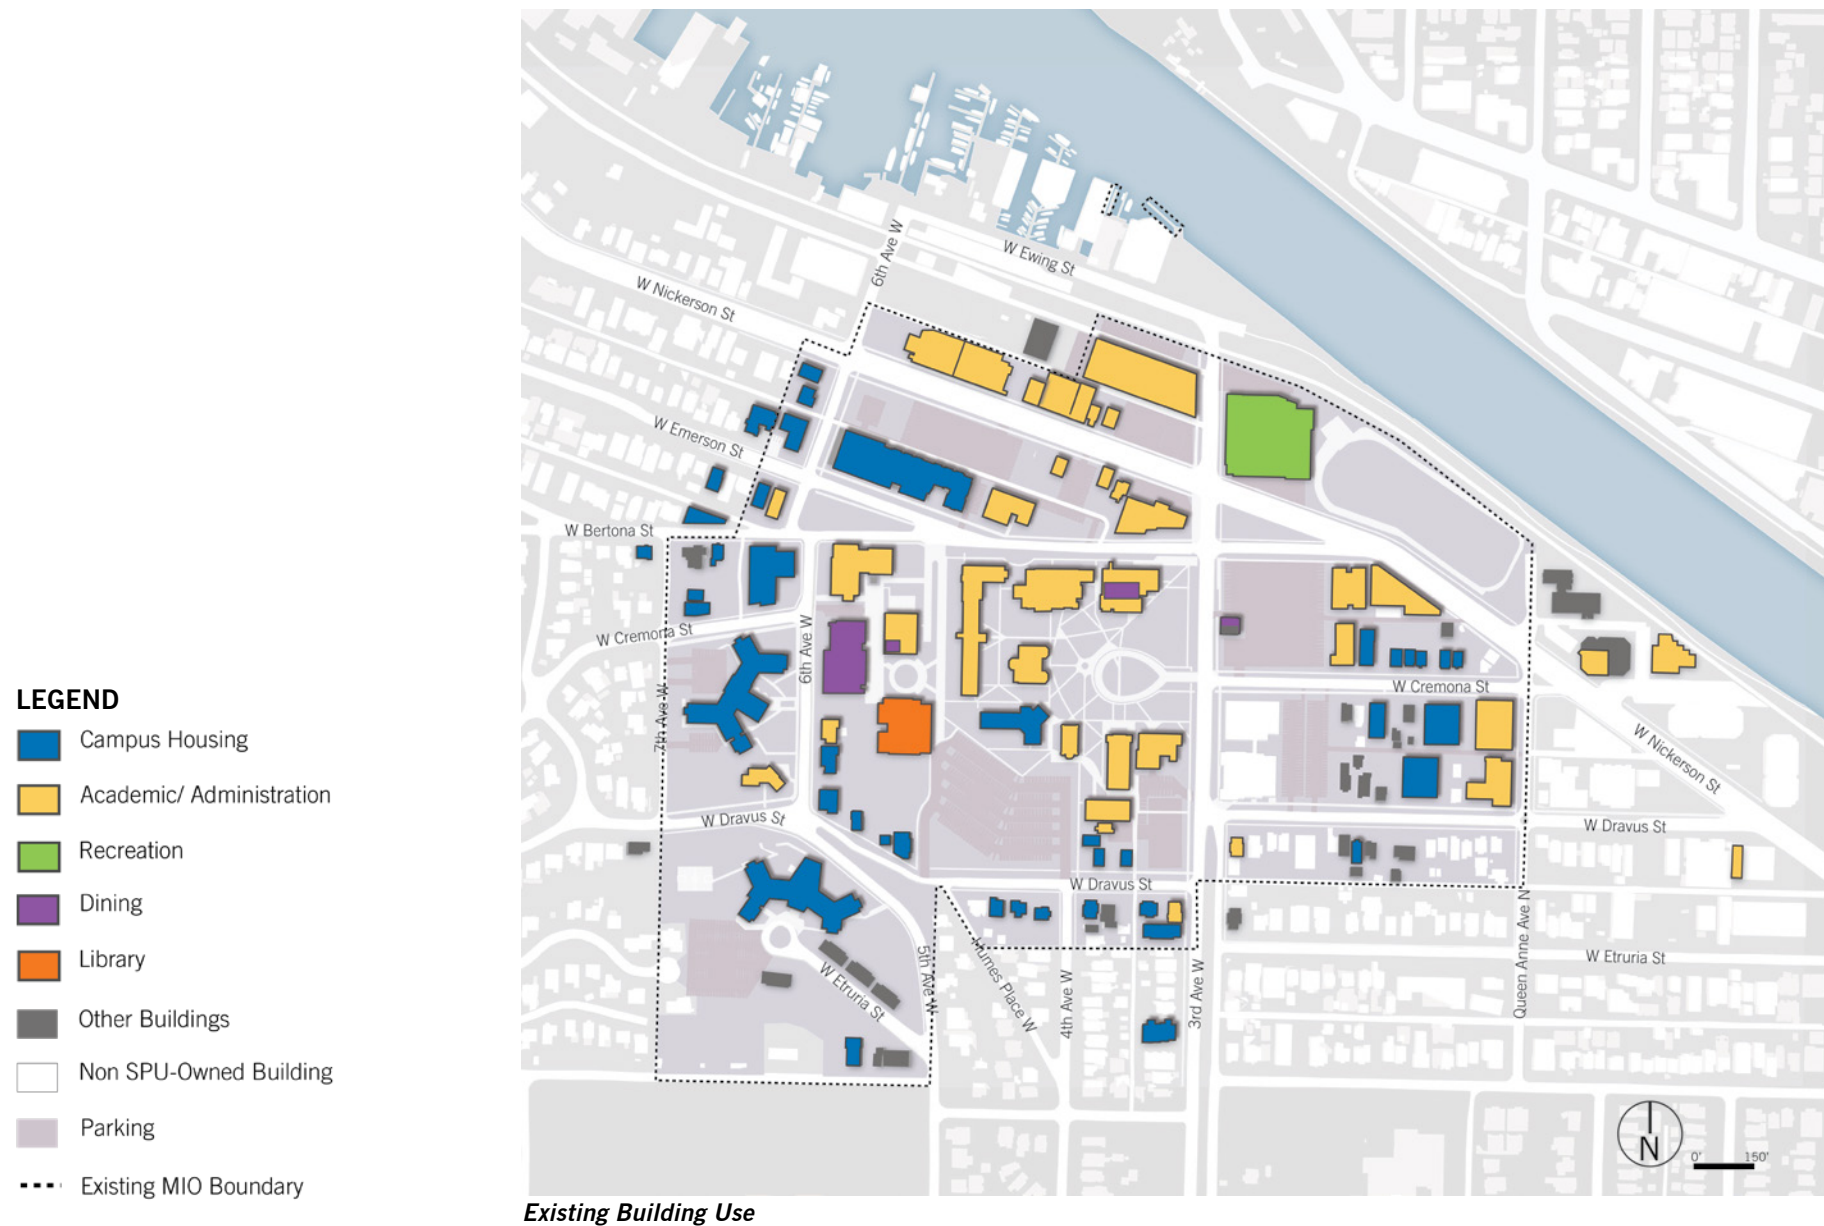 W Ewing St
6th Ave W
W Nickerson St
W Emerson St
W Bertona St
W Cremona St
6th Ave W
7th Ave W
W Cremona St
W Nickerson St
W Dravus St
W Dravus St
W Dravus St
W Etruria St
5th Ave W
Humes Place W
4th Ave W
3rd Ave W
Queen Anne Ave N
W Etruria St
LEGEND
Campus Housing
Academic/ Administration
Recreation
Dining
Library
Other Buildings
Non SPU-Owned Building
Parking
Existing MIO Boundary
N
0' 150'
Existing Building Use